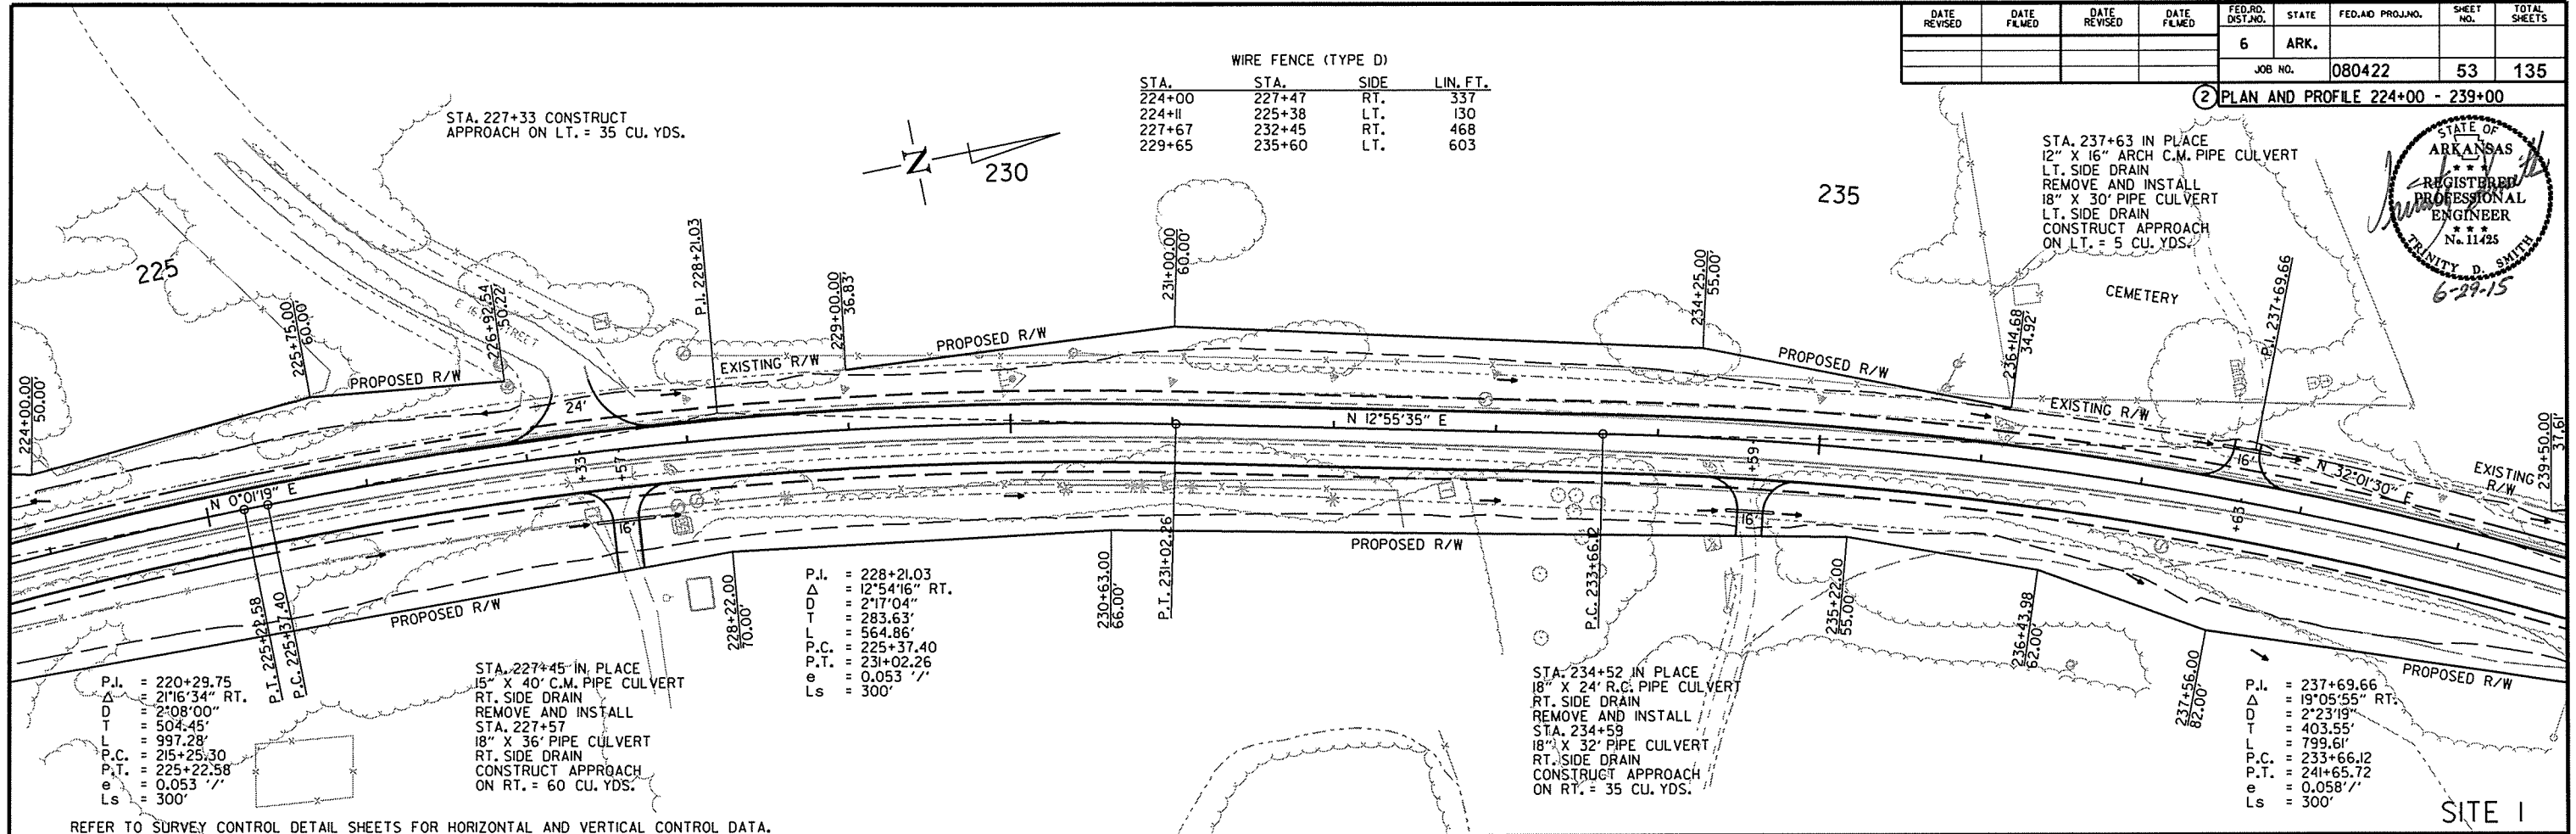 DATE REVISED
DATE FILMED
DATE REVISED
DATE FILMED
FED.RD. DIST.NO.
STATE
FED.AID PROJ.NO.
SHEET NO.
TOTAL SHEETS
6
ARK.
JOB NO.
080422
53
135
2 PLAN AND PROFILE 224+00 - 239+00
WIRE FENCE (TYPE D)
STA. STA. SIDE LIN. FT.
224+00 227+47 RT. 337
224+11 225+38 LT. 130
227+67 232+45 RT. 468
229+65 235+60 LT. 603
STA. 227+33 CONSTRUCT
APPROACH ON LT. = 35 CU. YDS.
N
225
230
235
STA. 237+63 IN PLACE
12" X 16" ARCH C.M. PIPE CULVERT
LT. SIDE DRAIN
REMOVE AND INSTALL
18" X 30' PIPE CULVERT
LT. SIDE DRAIN
CONSTRUCT APPROACH
ON LT. = 5 CU. YDS.
STATE OF
ARKANSAS
★ ★ ★
REGISTERED
PROFESSIONAL
ENGINEER
★ ★ ★
No. 11425
TRINITY D. SMITH
6-29-15
CEMETERY
224+00.00
50.00'
225+75.00
60.00'
226+92.54
50.22'
STREET
P.I. 228+21.03
229+00.00
36.83'
231+00.00
60.00'
234+25.00
55.00'
236+14.68
34.92'
P.I. 237+69.66
239+50.00
37.61'
PROPOSED R/W
EXISTING R/W
PROPOSED R/W
PROPOSED R/W
EXISTING R/W
EXISTING
R/W
24'
N 0°01'19" E
N 12°55'35" E
N 32°01'30" E
+33
+57
+59
+63
16'
16'
16'
PROPOSED R/W
PROPOSED R/W
PROPOSED R/W
P.T. 225+22.58
P.C. 225+37.40
228+22.00
70.00'
230+63.00
66.00'
P.T. 231+02.26
P.C. 233+66.12
235+22.00
55.00'
236+43.98
62.00'
237+56.00
82.00'
P.I. = 220+29.75
Δ = 21°16'34" RT.
D = 2°08'00"
T = 504.45'
L = 997.28'
P.C. = 215+25.30
P.T. = 225+22.58
e = 0.053 '/'
Ls = 300'
STA. 227+45 IN PLACE
15" X 40' C.M. PIPE CULVERT
RT. SIDE DRAIN
REMOVE AND INSTALL
STA. 227+57
18" X 36' PIPE CULVERT
RT. SIDE DRAIN
CONSTRUCT APPROACH
ON RT. = 60 CU. YDS.
P.I. = 228+21.03
Δ = 12°54'16" RT.
D = 2°17'04"
T = 283.63'
L = 564.86'
P.C. = 225+37.40
P.T. = 231+02.26
e = 0.053 '/'
Ls = 300'
STA. 234+52 IN PLACE
18" X 24' R.C. PIPE CULVERT
RT. SIDE DRAIN
REMOVE AND INSTALL
STA. 234+59
18" X 32' PIPE CULVERT
RT. SIDE DRAIN
CONSTRUCT APPROACH
ON RT. = 35 CU. YDS.
P.I. = 237+69.66
Δ = 19°05'55" RT.
D = 2°23'19"
T = 403.55'
L = 799.61'
P.C. = 233+66.12
P.T. = 241+65.72
e = 0.058'/'
Ls = 300'
SITE 1
REFER TO SURVEY CONTROL DETAIL SHEETS FOR HORIZONTAL AND VERTICAL CONTROL DATA.